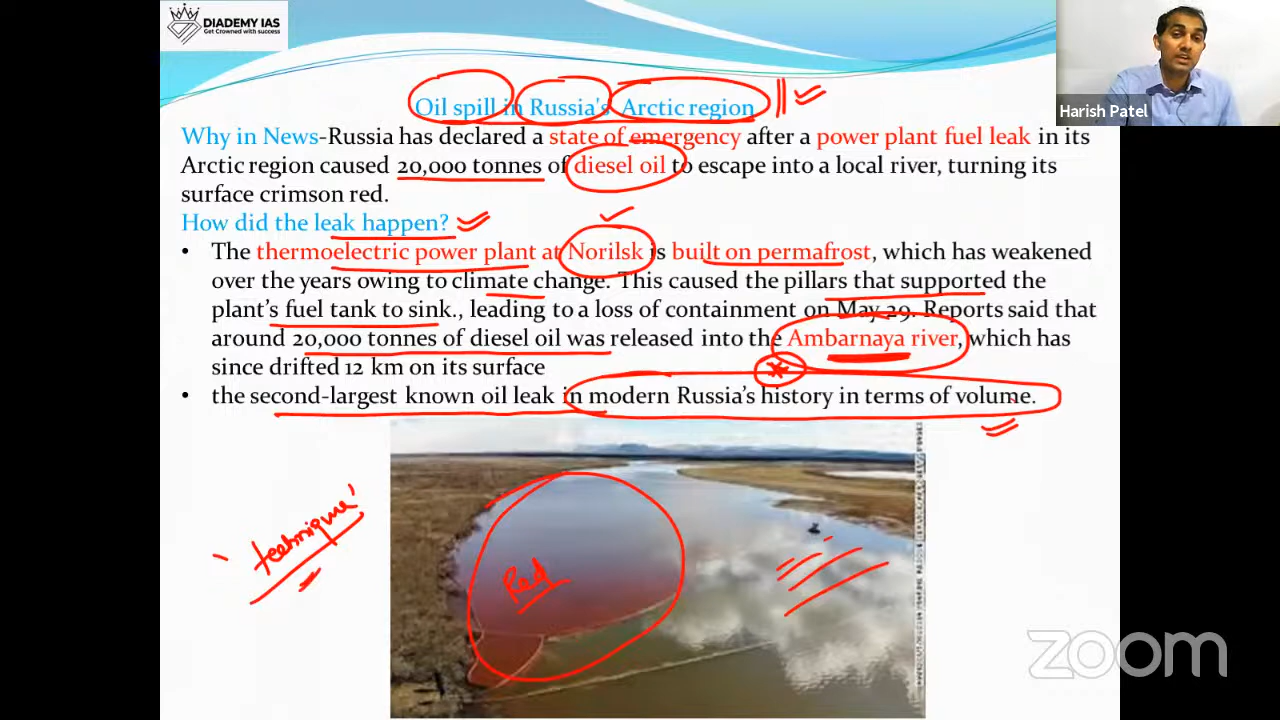 DIADEMY IAS
Get Crowned with success
Harish Patel
Oil spill in Russia's Arctic region
Why in News-Russia has declared a state of emergency after a power plant fuel leak in its
Arctic region caused 20,000 tonnes of diesel oil to escape into a local river, turning its
surface crimson red.
How did the leak happen?
• The thermoelectric power plant at Norilsk is built on permafrost, which has weakened
over the years owing to climate change. This caused the pillars that supported the
plant's fuel tank to sink., leading to a loss of containment on May 29. Reports said that
around 20,000 tonnes of diesel oil was released into the Ambarnaya river, which has
since drifted 12 km on its surface
• the second-largest known oil leak in modern Russia's history in terms of volume.
'technique'
Red
zoom